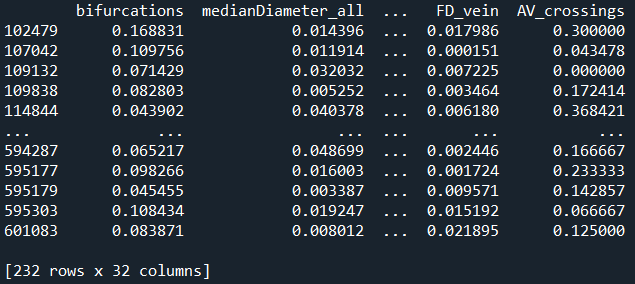 bifurcations medianDiameter_all ... FD_vein AV_crossings
102479 0.168831 0.014396 ... 0.017986 0.300000
107042 0.109756 0.011914 ... 0.000151 0.043478
109132 0.071429 0.032032 ... 0.007225 0.000000
109838 0.082803 0.005252 ... 0.003464 0.172414
114844 0.043902 0.040378 ... 0.006180 0.368421
... ... ... ... ... ...
594287 0.065217 0.048699 ... 0.002446 0.166667
595177 0.098266 0.016003 ... 0.001724 0.233333
595179 0.045455 0.003387 ... 0.009571 0.142857
595303 0.108434 0.019247 ... 0.015192 0.066667
601083 0.083871 0.008012 ... 0.021895 0.125000
[232 rows x 32 columns]